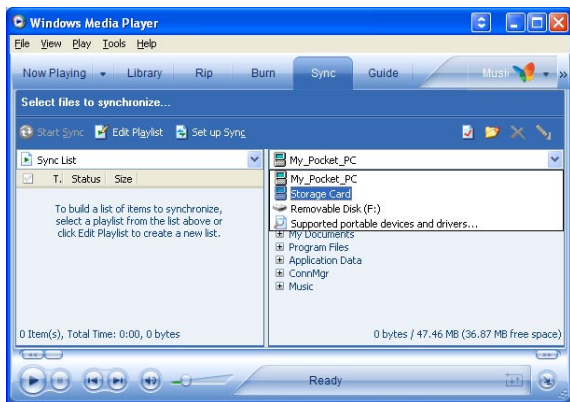 Windows Media Player
File View Play Tools Help
Now Playing Library Rip Burn Sync Guide Music
Select files to synchronize...
Start Sync Edit Playlist Set up Sync
Sync List My_Pocket_PC
T. Status Size
To build a list of items to synchronize,
select a playlist from the list above or
click Edit Playlist to create a new list.
My_Pocket_PC
Storage Card
Removable Disk (F:)
Supported portable devices and drivers...
My Documents
Program Files
Application Data
ConnMgr
Music
0 Item(s), Total Time: 0:00, 0 bytes 0 bytes / 47.46 MB (36.87 MB free space)
Ready